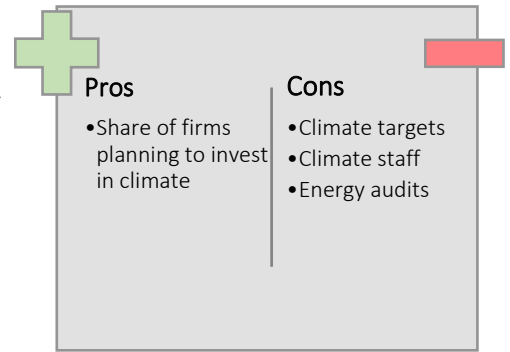 Pros
•Share of firms
planning to invest
in climate
Cons
•Climate targets
•Climate staff
•Energy audits